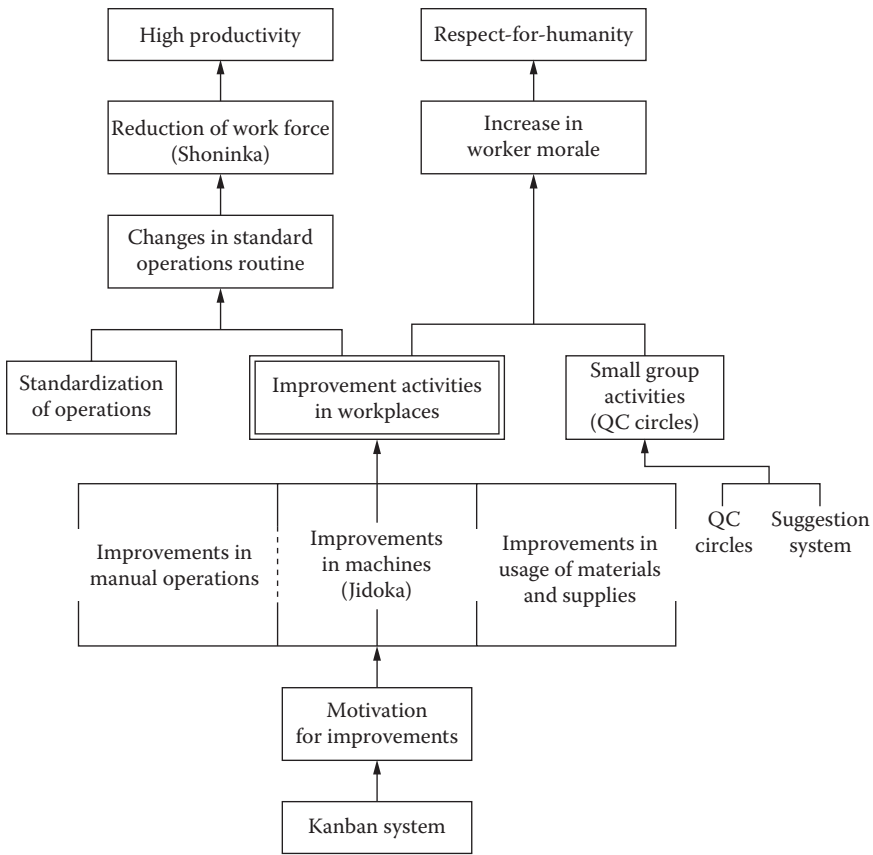 High productivity
Respect-for-humanity
Reduction of work force
(Shoninka)
Increase in
worker morale
Changes in standard
operations routine
Standardization
of operations
Improvement activities
in workplaces
Small group
activities
(QC circles)
QC
circles
Suggestion
system
Improvements in
manual operations
Improvements
in machines
(Jidoka)
Improvements in
usage of materials
and supplies
Motivation
for improvements
Kanban system